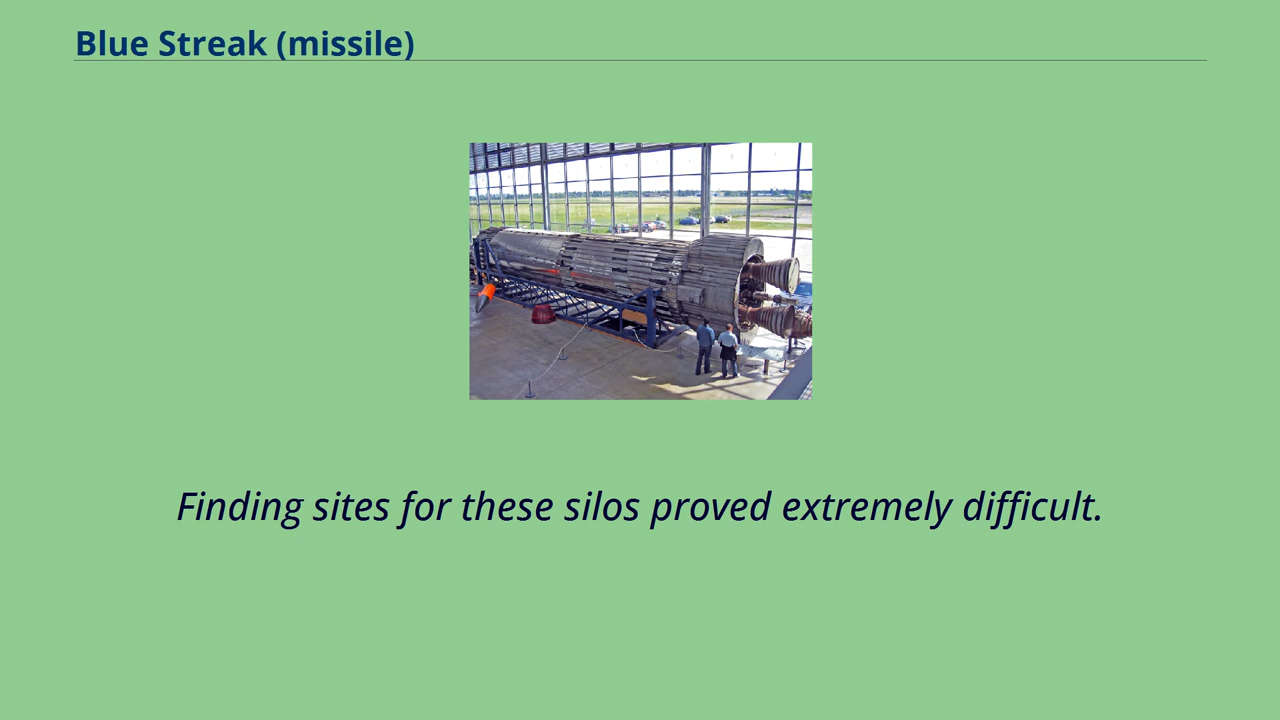 Blue Streak (missile)
Finding sites for these silos proved extremely difficult.